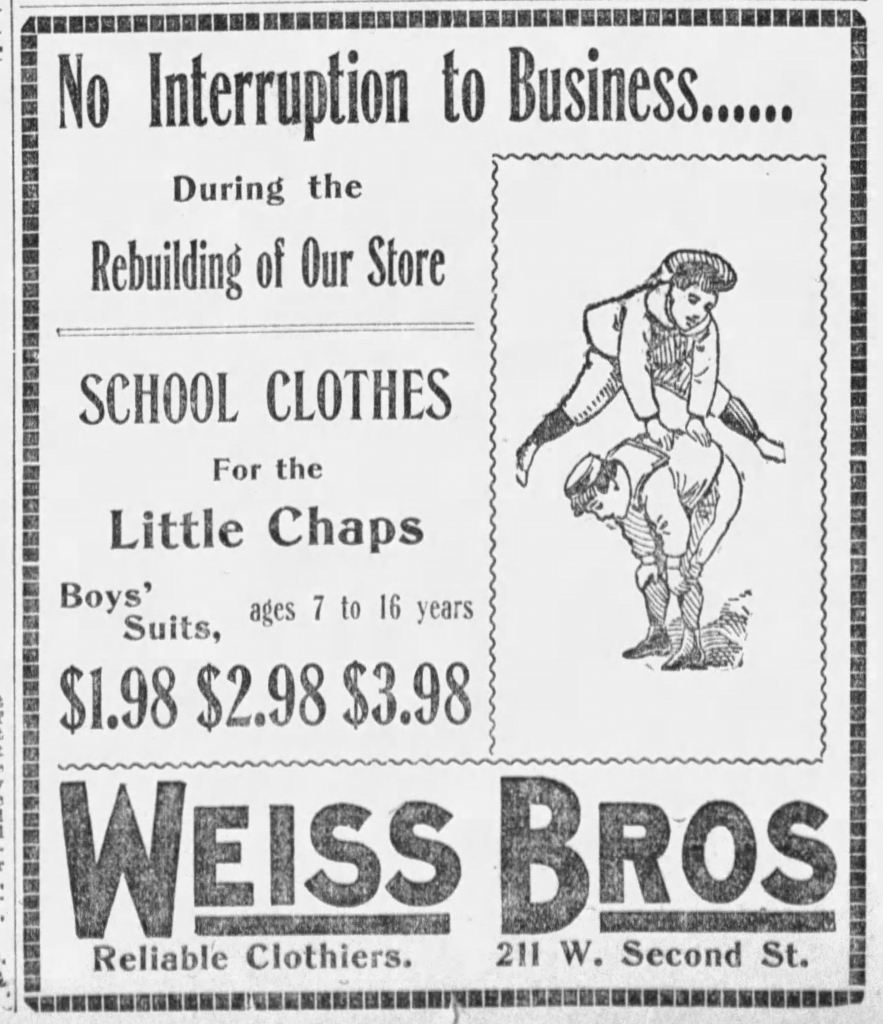 No Interruption to Business......
During the
Rebuilding of Our Store
SCHOOL CLOTHES
For the
Little Chaps
Boys'
Suits, ages 7 to 16 years
$1.98 $2.98 $3.98
WEISS BROS
Reliable Clothiers. 211 W. Second St.